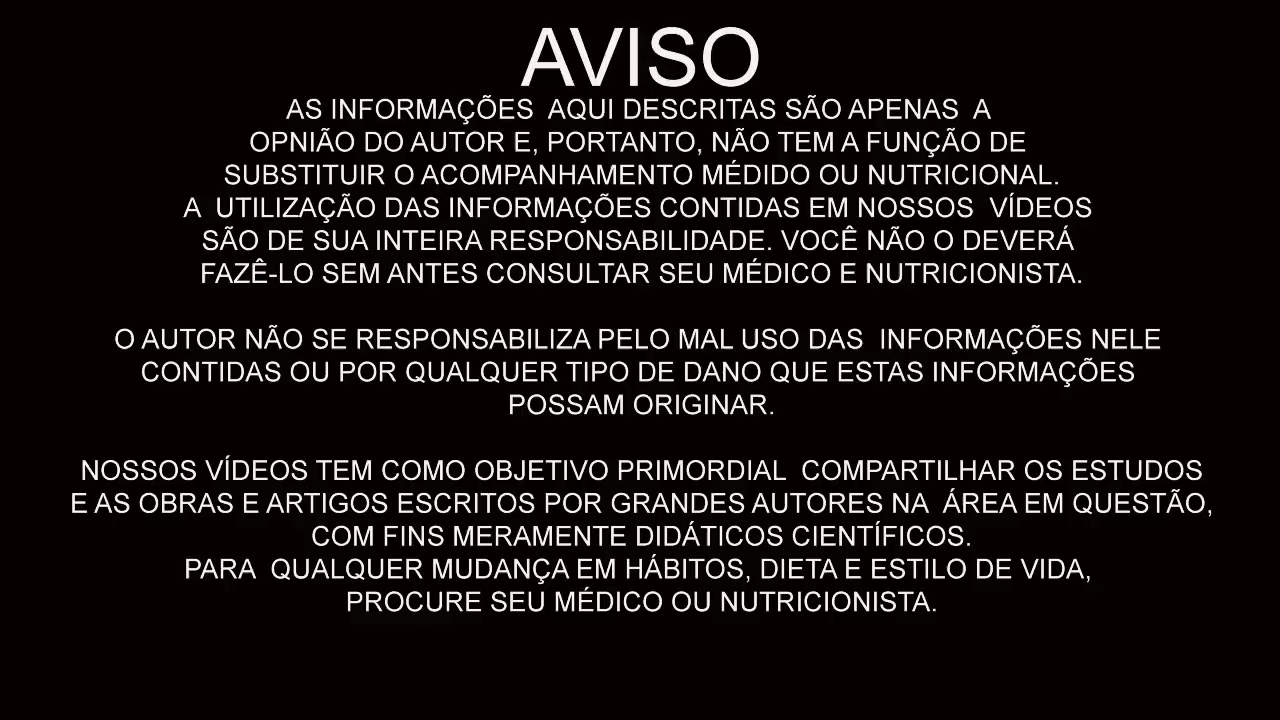 AVISO
AS INFORMAÇÕES AQUI DESCRITAS SÃO APENAS A
OPNIÃO DO AUTOR E, PORTANTO, NÃO TEM A FUNÇÃO DE
SUBSTITUIR O ACOMPANHAMENTO MÉDIDO OU NUTRICIONAL.
A UTILIZAÇÃO DAS INFORMAÇÕES CONTIDAS EM NOSSOS VÍDEOS
SÃO DE SUA INTEIRA RESPONSABILIDADE. VOCÊ NÃO O DEVERÁ
FAZÊ-LO SEM ANTES CONSULTAR SEU MÉDICO E NUTRICIONISTA.
O AUTOR NÃO SE RESPONSABILIZA PELO MAL USO DAS INFORMAÇÕES NELE
CONTIDAS OU POR QUALQUER TIPO DE DANO QUE ESTAS INFORMAÇÕES
POSSAM ORIGINAR.
NOSSOS VÍDEOS TEM COMO OBJETIVO PRIMORDIAL COMPARTILHAR OS ESTUDOS
E AS OBRAS E ARTIGOS ESCRITOS POR GRANDES AUTORES NA ÁREA EM QUESTÃO,
COM FINS MERAMENTE DIDÁTICOS CIENTÍFICOS.
PARA QUALQUER MUDANÇA EM HÁBITOS, DIETA E ESTILO DE VIDA,
PROCURE SEU MÉDICO OU NUTRICIONISTA.